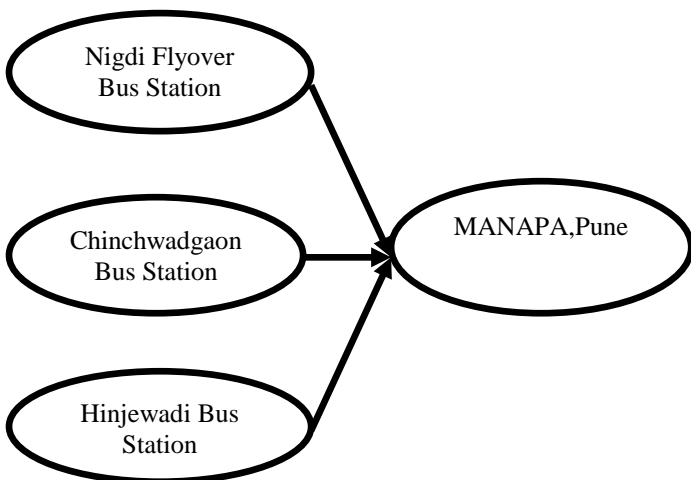 Nigdi Flyover
Bus Station
Chinchwadgaon
Bus Station
MANAPA,Pune
Hinjewadi Bus
Station